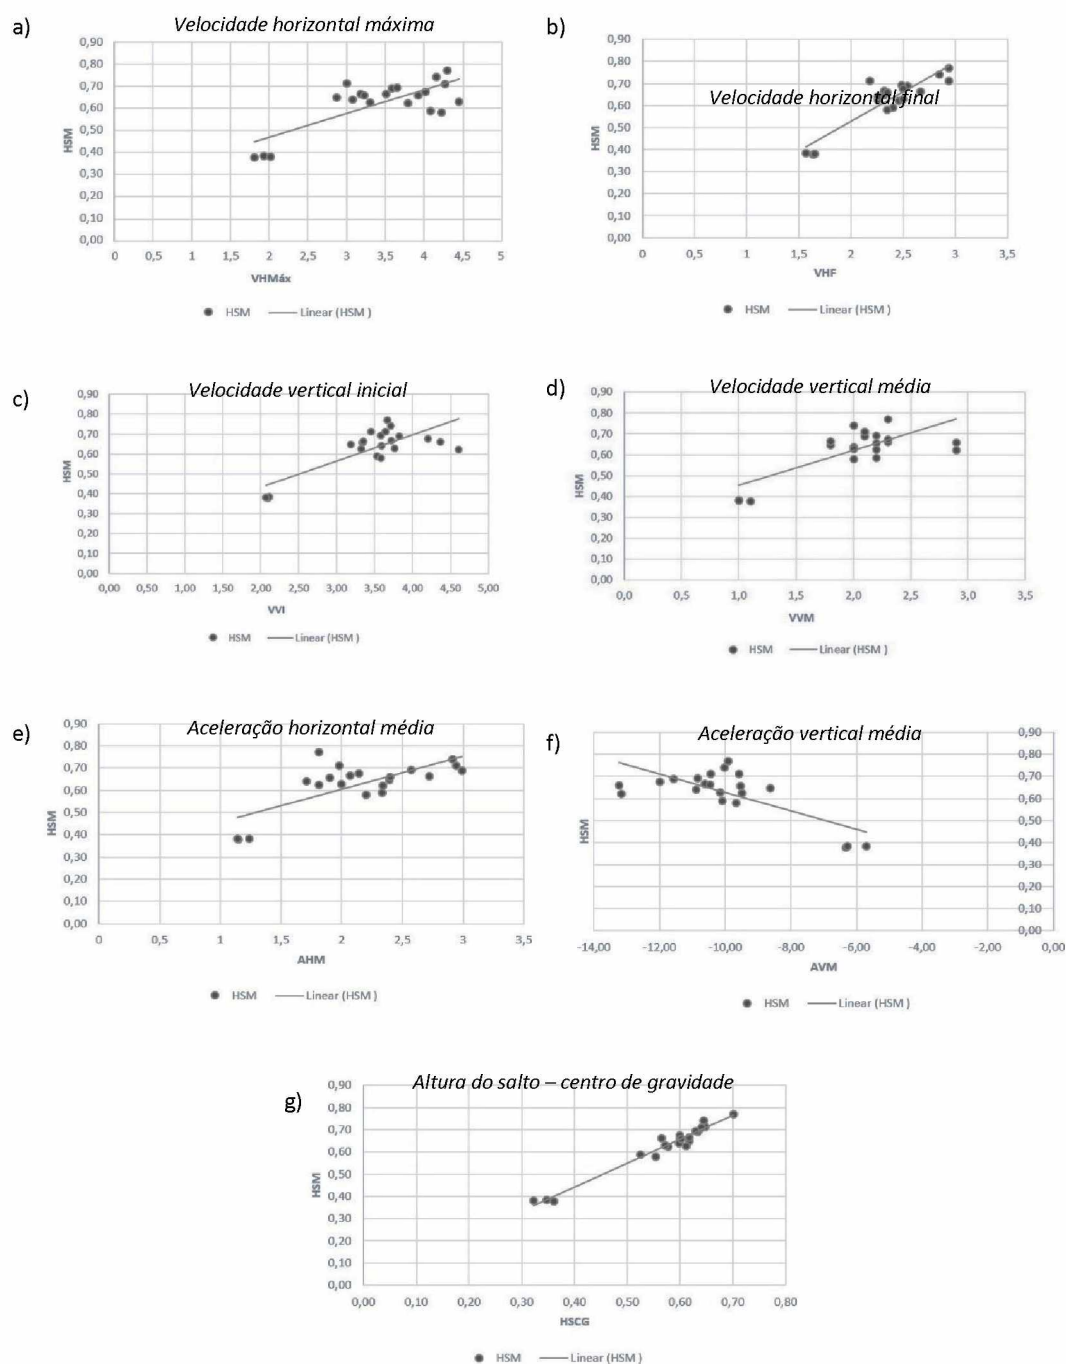 a)
Velocidade horizontal máxima
0,90
0,80
0,70
0,60
0,50
0,40
0,30
0,20
0,10
0,00
HSM
0 0,5 1 1,5 2 2,5 3 3,5 4 4,5 5
VHMáx
HSM Linear (HSM )
b)
0,90
0,80
0,70
0,60
0,50
0,40
0,30
0,20
0,10
0,00
HSM
Velocidade horizontal final
0 0,5 1 1,5 2 2,5 3 3,5
VHF
HSM Linear (HSM )
c)
Velocidade vertical inicial
0,90
0,80
0,70
0,60
0,50
0,40
0,30
0,20
0,10
0,00
HSM
0,00 0,50 1,00 1,50 2,00 2,50 3,00 3,50 4,00 4,50 5,00
VVI
HSM Linear (HSM )
d)
Velocidade vertical média
0,90
0,80
0,70
0,60
0,50
0,40
0,30
0,20
0,10
0,00
HSM
0,0 0,5 1,0 1,5 2,0 2,5 3,0 3,5
VVM
HSM Linear (HSM )
e)
Aceleração horizontal média
0,90
0,80
0,70
0,60
0,50
0,40
0,30
0,20
0,10
0,00
HSM
0 0,5 1 1,5 2 2,5 3 3,5
AHM
HSM Linear (HSM )
f)
Aceleração vertical média
0,90
0,80
0,70
0,60
0,50
0,40
0,30
0,20
0,10
0,00
HSM
-14,00 -12,00 -10,00 -8,00 -6,00 -4,00 -2,00 0,00
AVM
HSM Linear (HSM )
g)
Altura do salto – centro de gravidade
0,90
0,80
0,70
0,60
0,50
0,40
0,30
0,20
0,10
0,00
HSM
0,00 0,10 0,20 0,30 0,40 0,50 0,60 0,70 0,80
HSCG
HSM Linear (HSM )